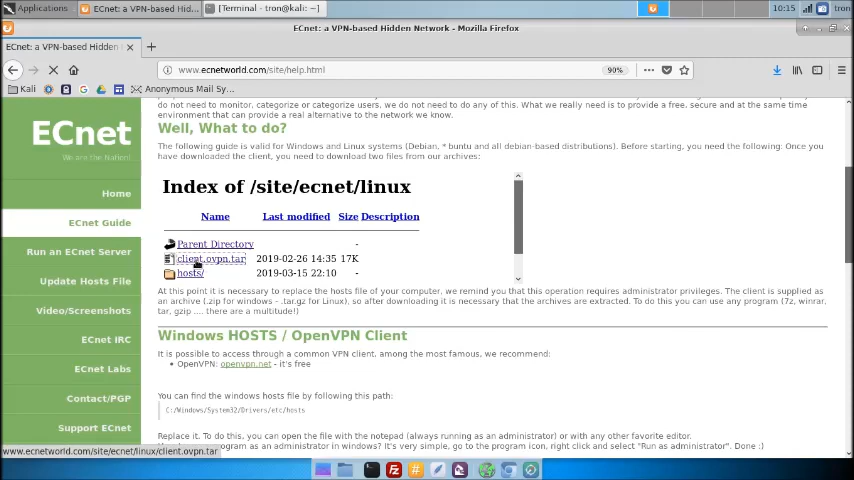 Applications
ECnet: a VPN-based Hid...
[Terminal - tron@kali: ~]
10:15
tron
ECnet: a VPN-based Hidden Network - Mozilla Firefox
ECnet: a VPN-based Hidden
www.ecnetworld.com/site/help.html
90%
Kali
Anonymous Mail Sy...
ECnet
We are the Nation!
Home
ECnet Guide
Run an ECnet Server
Update Hosts File
Video/Screenshots
ECnet IRC
ECnet Labs
Contact/PGP
Support ECnet
do not need to monitor, categorize or categorize users, we do not need to do any of this. What we really need is to provide a free, secure and at the same time
environment that can provide a real alternative to the network we know.
Well, What to do?
The following guide is valid for Windows and Linux systems (Debian, * buntu and all debian-based distributions). Before starting, you need the following: Once you
have downloaded the client, you need to download two files from our archives:
Index of /site/ecnet/linux
Name Last modified Size Description
Parent Directory -
client.ovpn.tar 2019-02-26 14:35 17K
hosts/ 2019-03-15 22:10 -
At this point it is necessary to replace the hosts file of your computer, we remind you that this operation requires administrator privileges. The client is supplied as
an archive (.zip for windows - .tar.gz for Linux), so after downloading it is necessary that the archives are extracted. To do this you can use any program (7z, winrar,
tar, gzip .... there are a multitude!)
Windows HOSTS / OpenVPN Client
It is possible to access through a common VPN client, among the most famous, we recommend:
• OpenVPN: openvpn.net - it's free
You can find the windows hosts file by following this path:
C:/Windows/System32/Drivers/etc/hosts
Replace it. To do this, you can open the file with the notepad (always running as an administrator) or with any other favorite editor.
program as an administrator in windows? It's very simple, go to the program icon, right click and select "Run as administrator". Done :)
www.ecnetworld.com/site/ecnet/linux/client.ovpn.tar